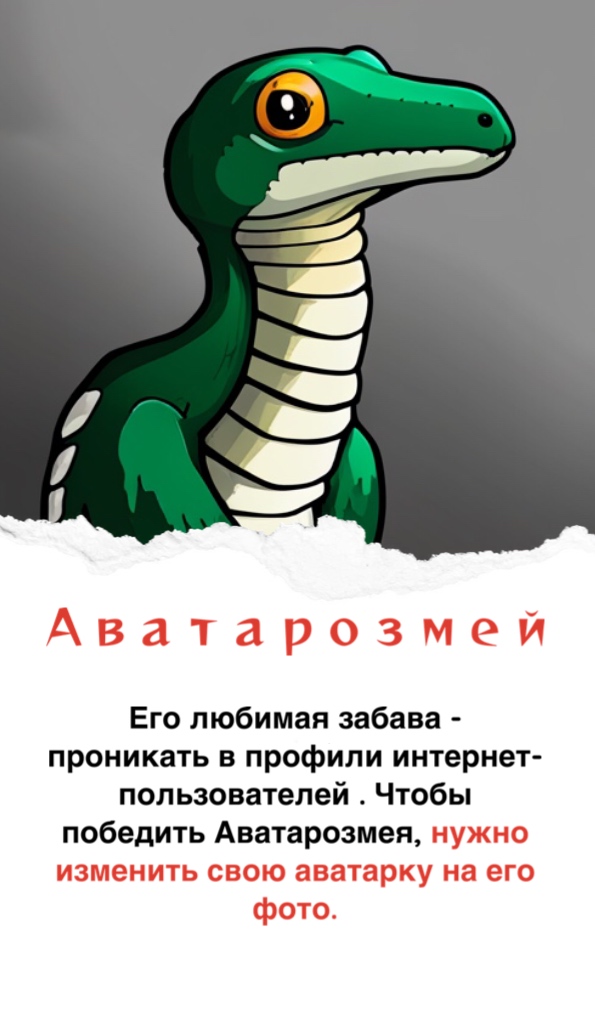 Аватарозмей
Его любимая забава -
проникать в профили интернет-
пользователей . Чтобы
победить Аватарозмея, нужно
изменить свою аватарку на его
фото.